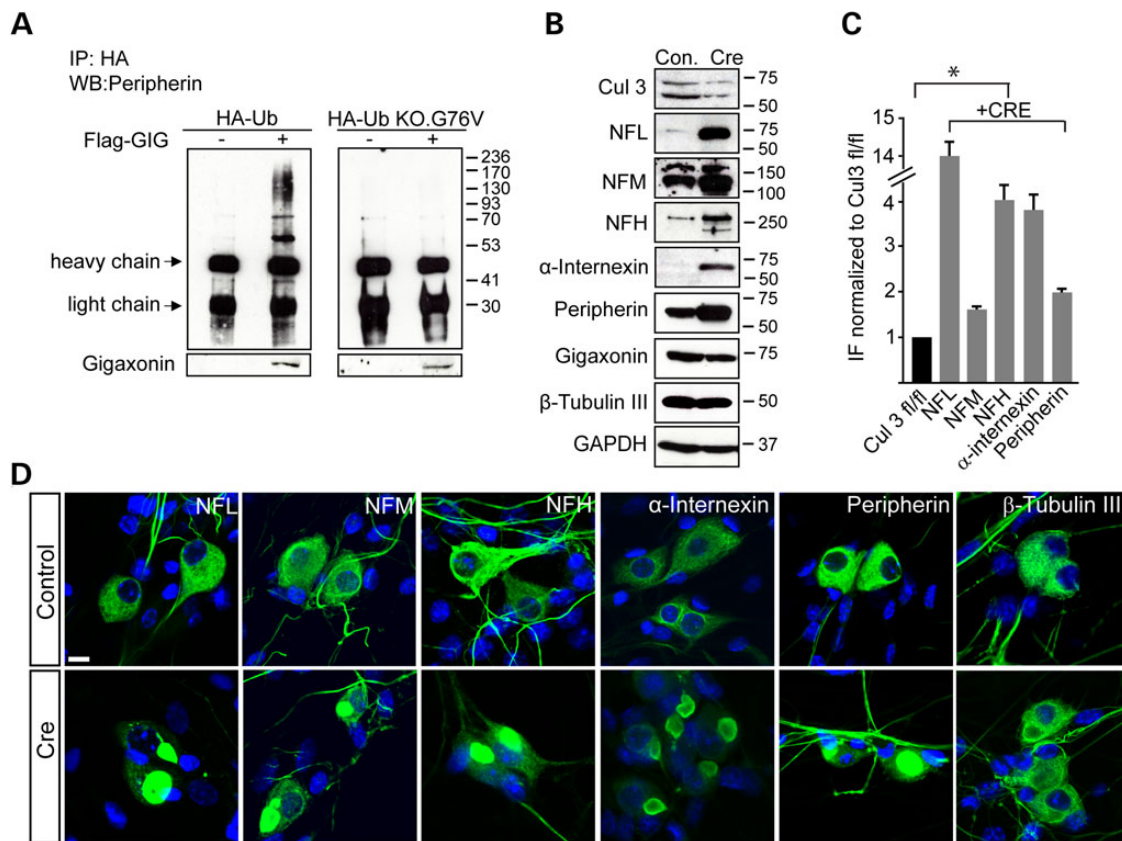 A
IP: HA
WB:Peripherin
HA-Ub
HA-Ub KO.G76V
Flag-GIG
- + - +
236
170
130
93
70
53
41
30
heavy chain
light chain
Gigaxonin
B
Con. Cre
Cul 3
75
50
NFL
75
50
NFM
150
100
NFH
250
α-Internexin
75
50
Peripherin
75
50
Gigaxonin
75
β-Tubulin III
50
GAPDH
37
C
*
+CRE
IF normalized to Cul3 fl/fl
14
4
3
2
1
Cul 3 fl/fl
NFL
NFM
NFH
α-internexin
Peripherin
D
NFL NFM NFH α-Internexin Peripherin β-Tubulin III
Control
Cre